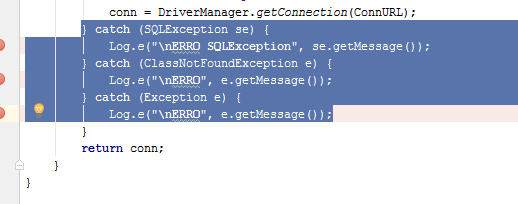 conn = DriverManager.getConnection(ConnURL);
} catch (SQLException se) {
Log.e("\nERRO SQLException", se.getMessage());
} catch (ClassNotFoundException e) {
Log.e("\nERRO", e.getMessage());
} catch (Exception e) {
Log.e("\nERRO", e.getMessage());
}
return conn;
}
}